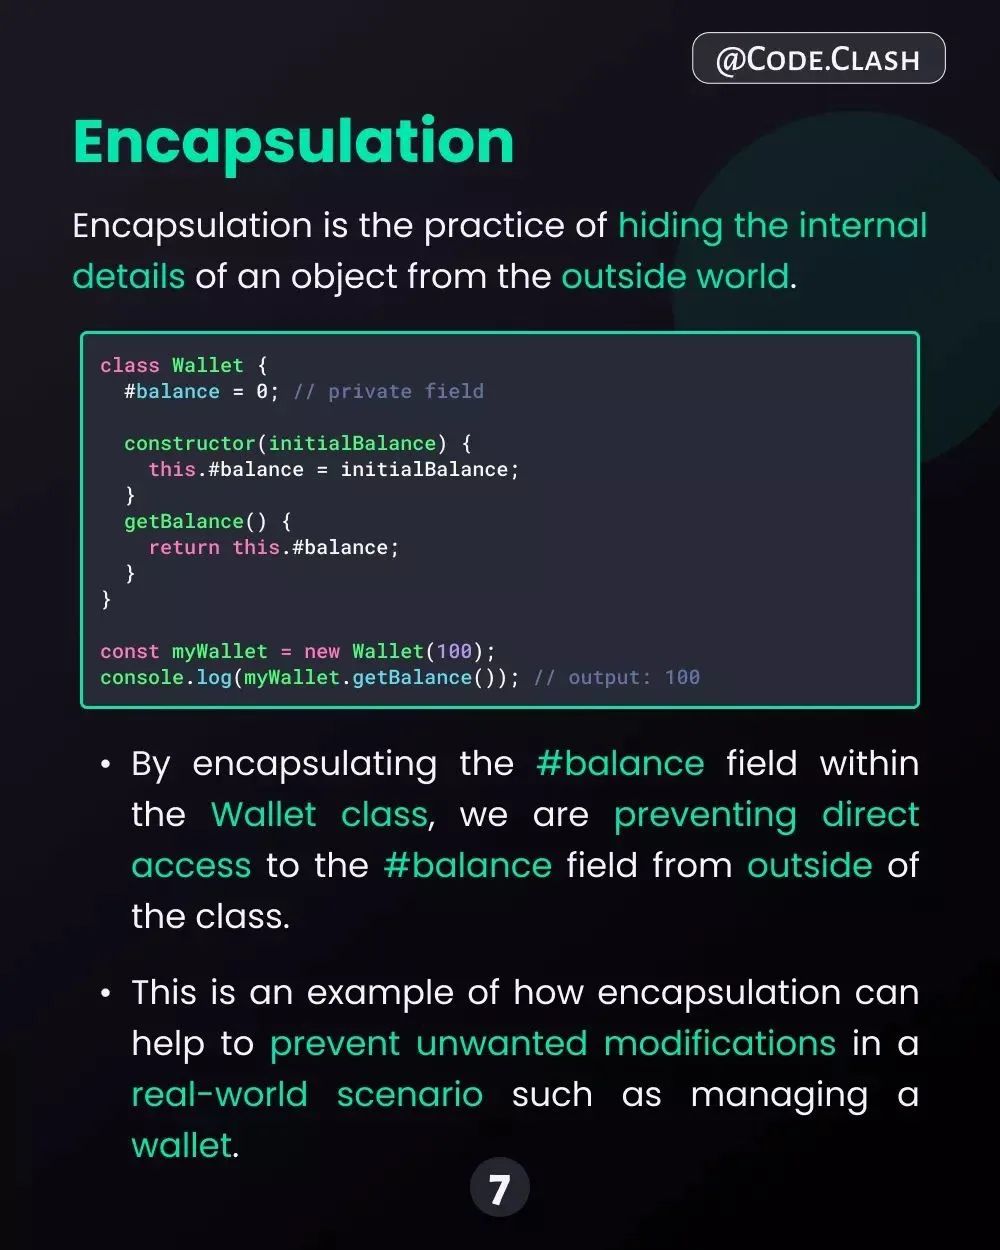 @CODE.CLASH
Encapsulation
Encapsulation is the practice of hiding the internal
details of an object from the outside world.
class Wallet {
  #balance = 0; // private field

  constructor(initialBalance) {
    this.#balance = initialBalance;
  }
  getBalance() {
    return this.#balance;
  }
}

const myWallet = new Wallet(100);
console.log(myWallet.getBalance()); // output: 100
• By encapsulating the #balance field within
the Wallet class, we are preventing direct
access to the #balance field from outside of
the class.
• This is an example of how encapsulation can
help to prevent unwanted modifications in a
real-world scenario such as managing a
wallet.
7